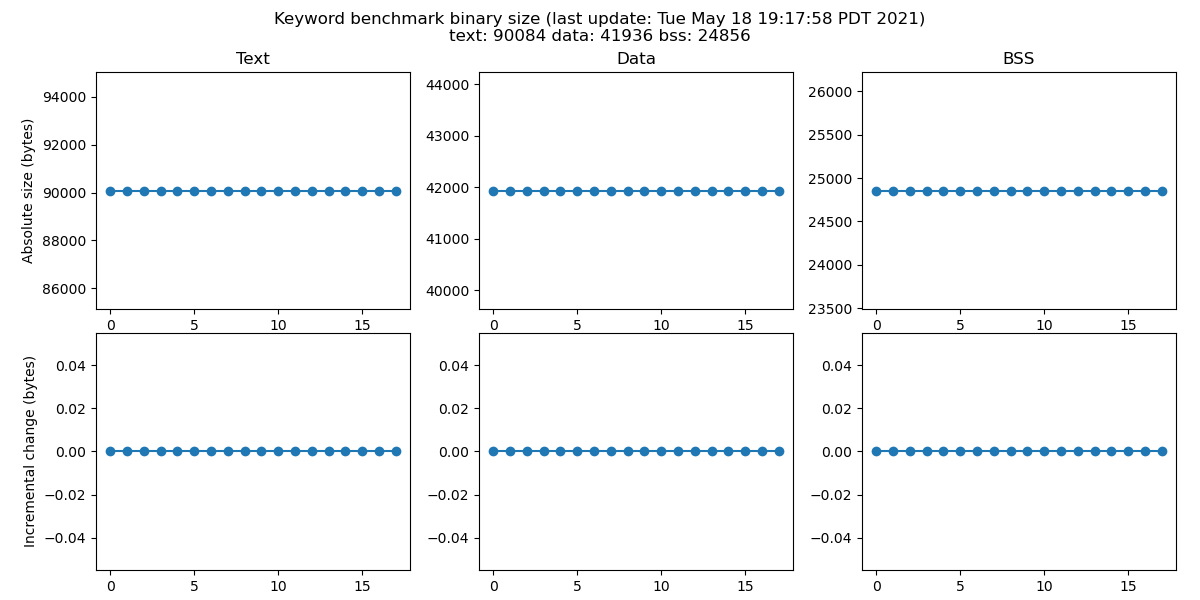 Keyword benchmark binary size (last update: Tue May 18 19:17:58 PDT 2021)
text: 90084 data: 41936 bss: 24856
Text
Data
BSS
Absolute size (bytes)
94000
92000
90000
88000
86000
0 5 10 15
44000
43000
42000
41000
40000
0 5 10 15
26000
25500
25000
24500
24000
23500
0 5 10 15
Incremental change (bytes)
0.04
0.02
0.00
−0.02
−0.04
0 5 10 15
0.04
0.02
0.00
−0.02
−0.04
0 5 10 15
0.04
0.02
0.00
−0.02
−0.04
0 5 10 15